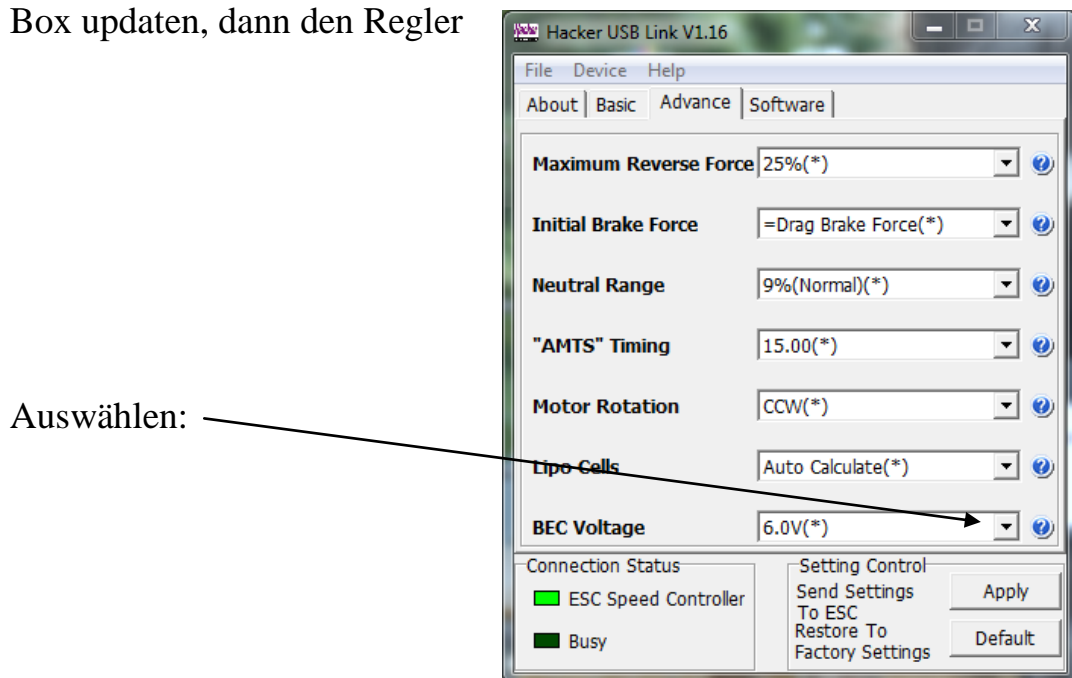 Box updaten, dann den Regler
Hacker USB Link V1.16
File Device Help
About Basic Advance Software
Maximum Reverse Force 25%(*)
Initial Brake Force =Drag Brake Force(*)
Neutral Range 9%(Normal)(*)
"AMTS" Timing 15.00(*)
Auswählen:
Motor Rotation CCW(*)
Lipo Cells Auto Calculate(*)
BEC Voltage 6.0V(*)
Connection Status
ESC Speed Controller
Busy
Setting Control
Send Settings
To ESC
Apply
Restore To
Factory Settings
Default